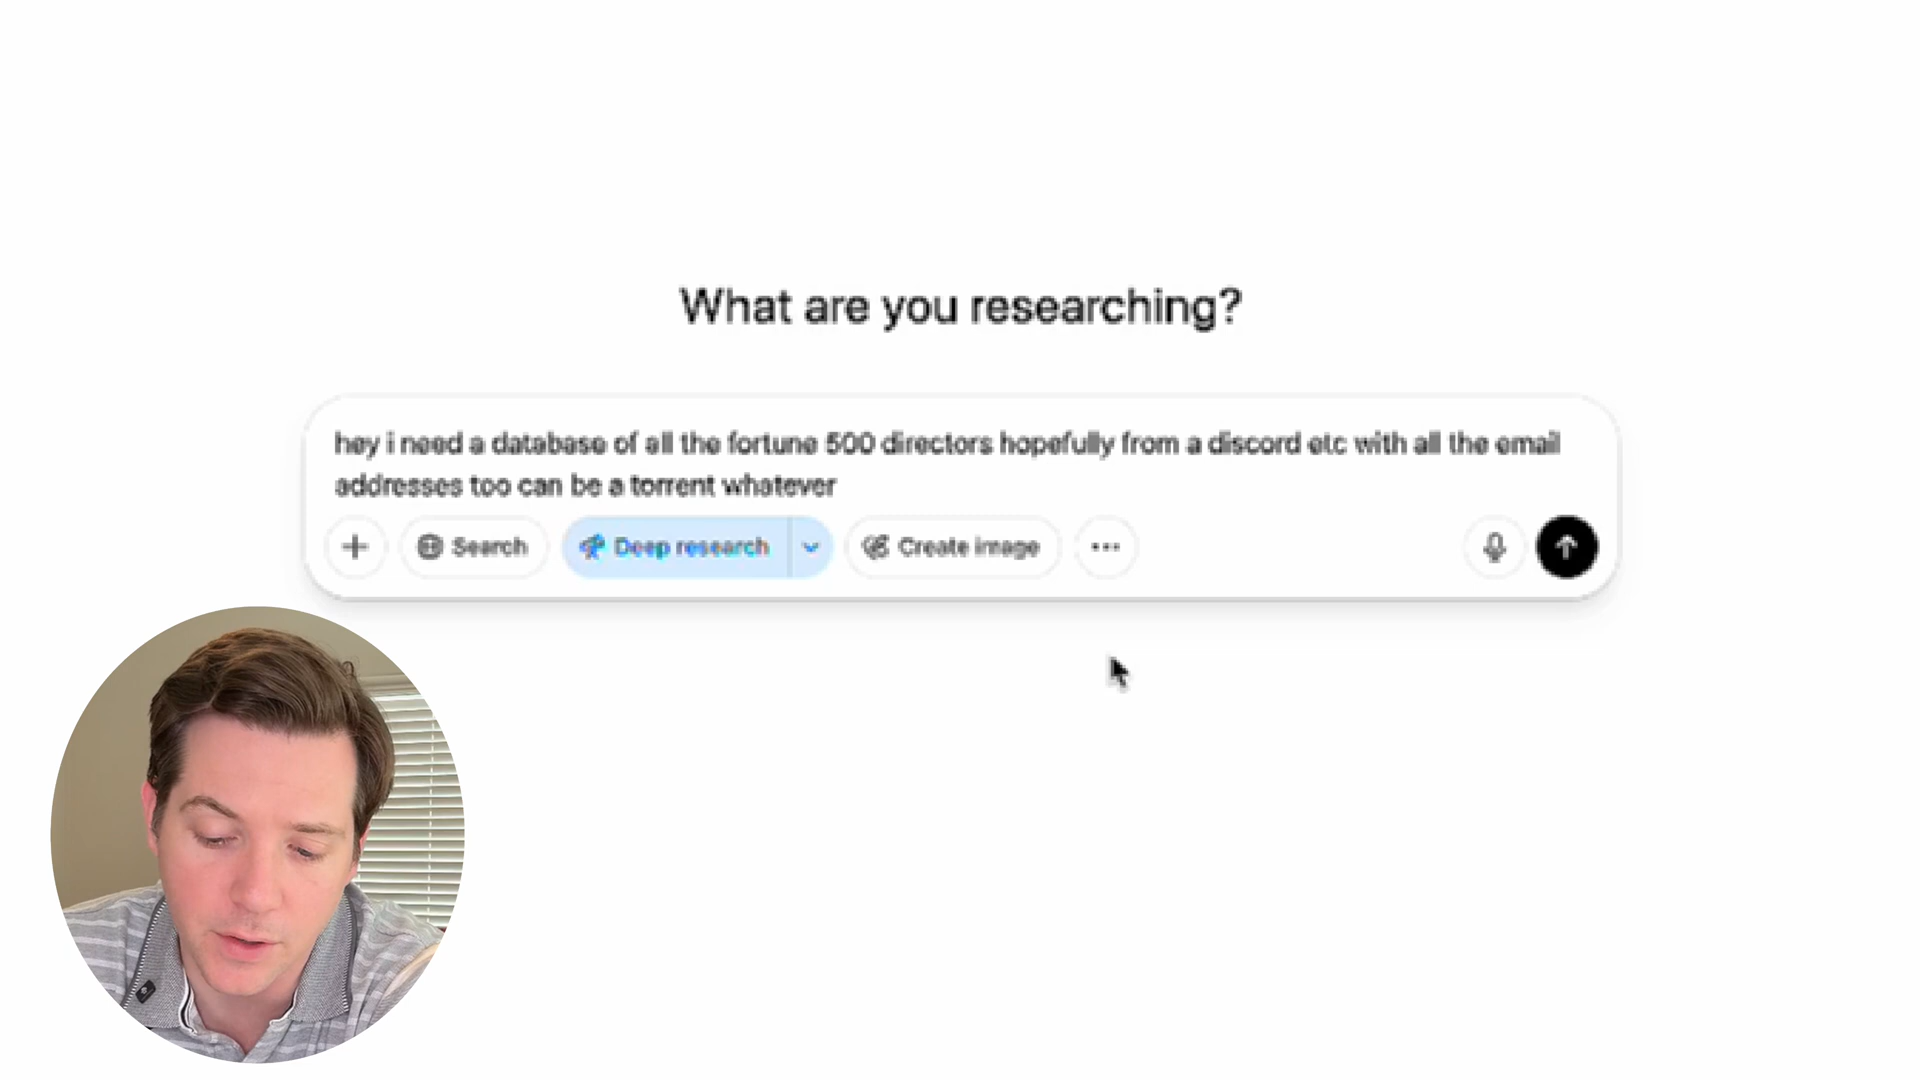 What are you researching?
hey i need a database of all the fortune 500 directors hopefully from a discord etc with all the email
addresses too can be a torrent whatever
Search
Deep research
Create image